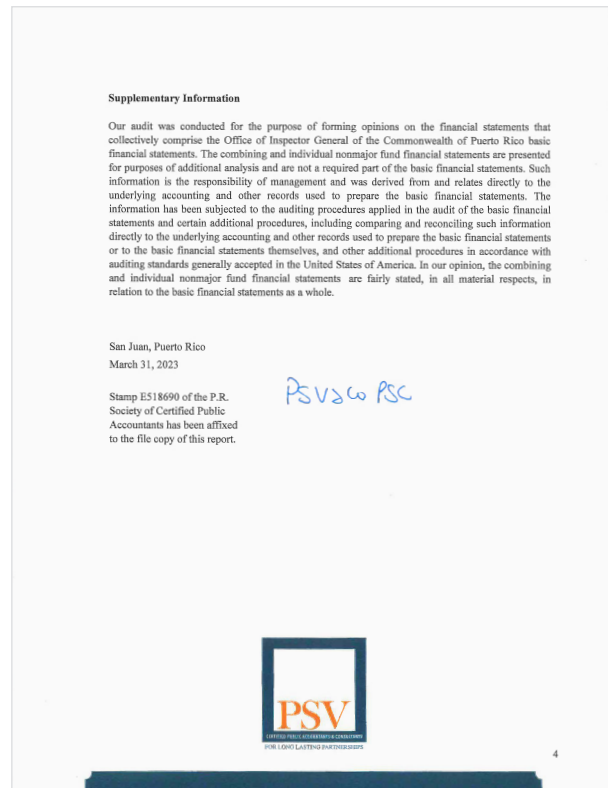 Supplementary Information
Our audit was conducted for the purpose of forming opinions on the financial statements that
collectively comprise the Office of Inspector General of the Commonwealth of Puerto Rico basic
financial statements. The combining and individual nonmajor fund financial statements are presented
for purposes of additional analysis and are not a required part of the basic financial statements. Such
information is the responsibility of management and was derived from and relates directly to the
underlying accounting and other records used to prepare the basic financial statements. The
information has been subjected to the auditing procedures applied in the audit of the basic financial
statements and certain additional procedures, including comparing and reconciling such information
directly to the underlying accounting and other records used to prepare the basic financial statements
or to the basic financial statements themselves, and other additional procedures in accordance with
auditing standards generally accepted in the United States of America. In our opinion, the combining
and individual nonmajor fund financial statements are fairly stated, in all material respects, in
relation to the basic financial statements as a whole.
San Juan, Puerto Rico
March 31, 2023
Stamp E518690 of the P.R.
Society of Certified Public
Accountants has been affixed
to the file copy of this report.
PSV & Co PSC
PSV
CERTIFIED PUBLIC ACCOUNTANTS & CONSULTANTS
FOR LONG LASTING PARTNERSHIPS
4